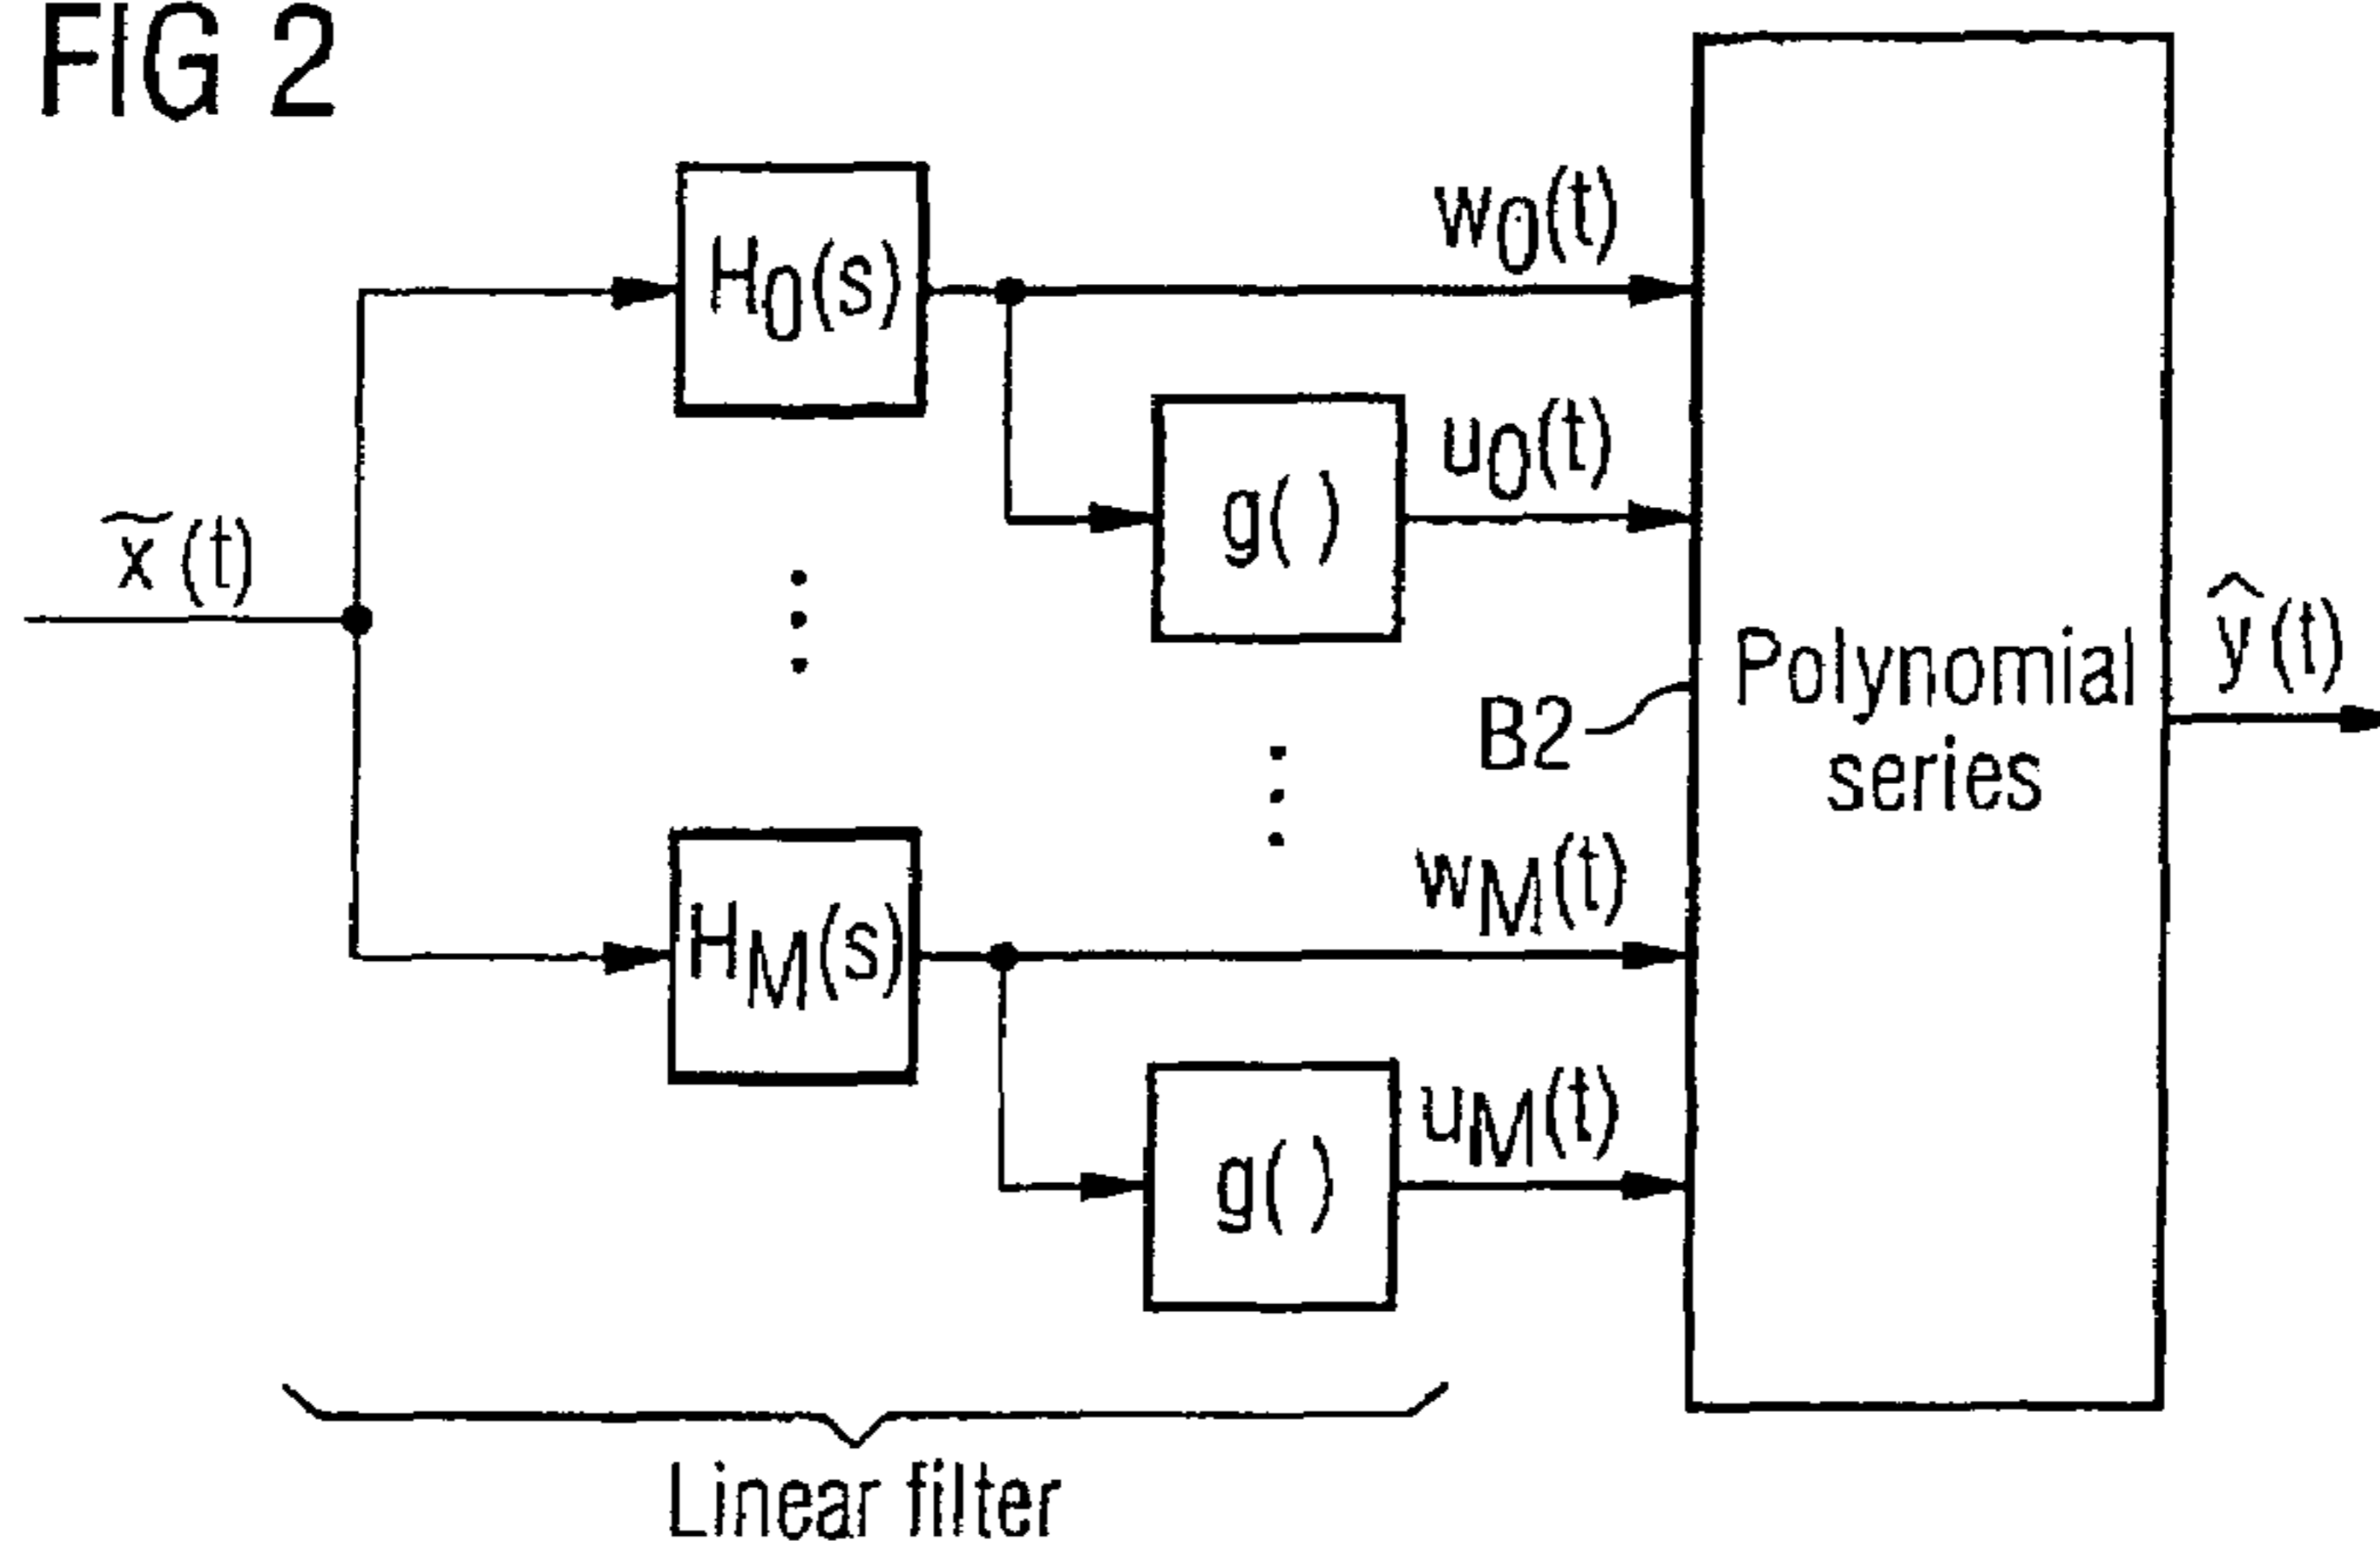 FIG 2
H0(s)
w0(t)
g( )
u0(t)
x̃(t)
B2
Polynomial
series
ŷ(t)
HM(s)
wM(t)
g( )
uM(t)
Linear filter